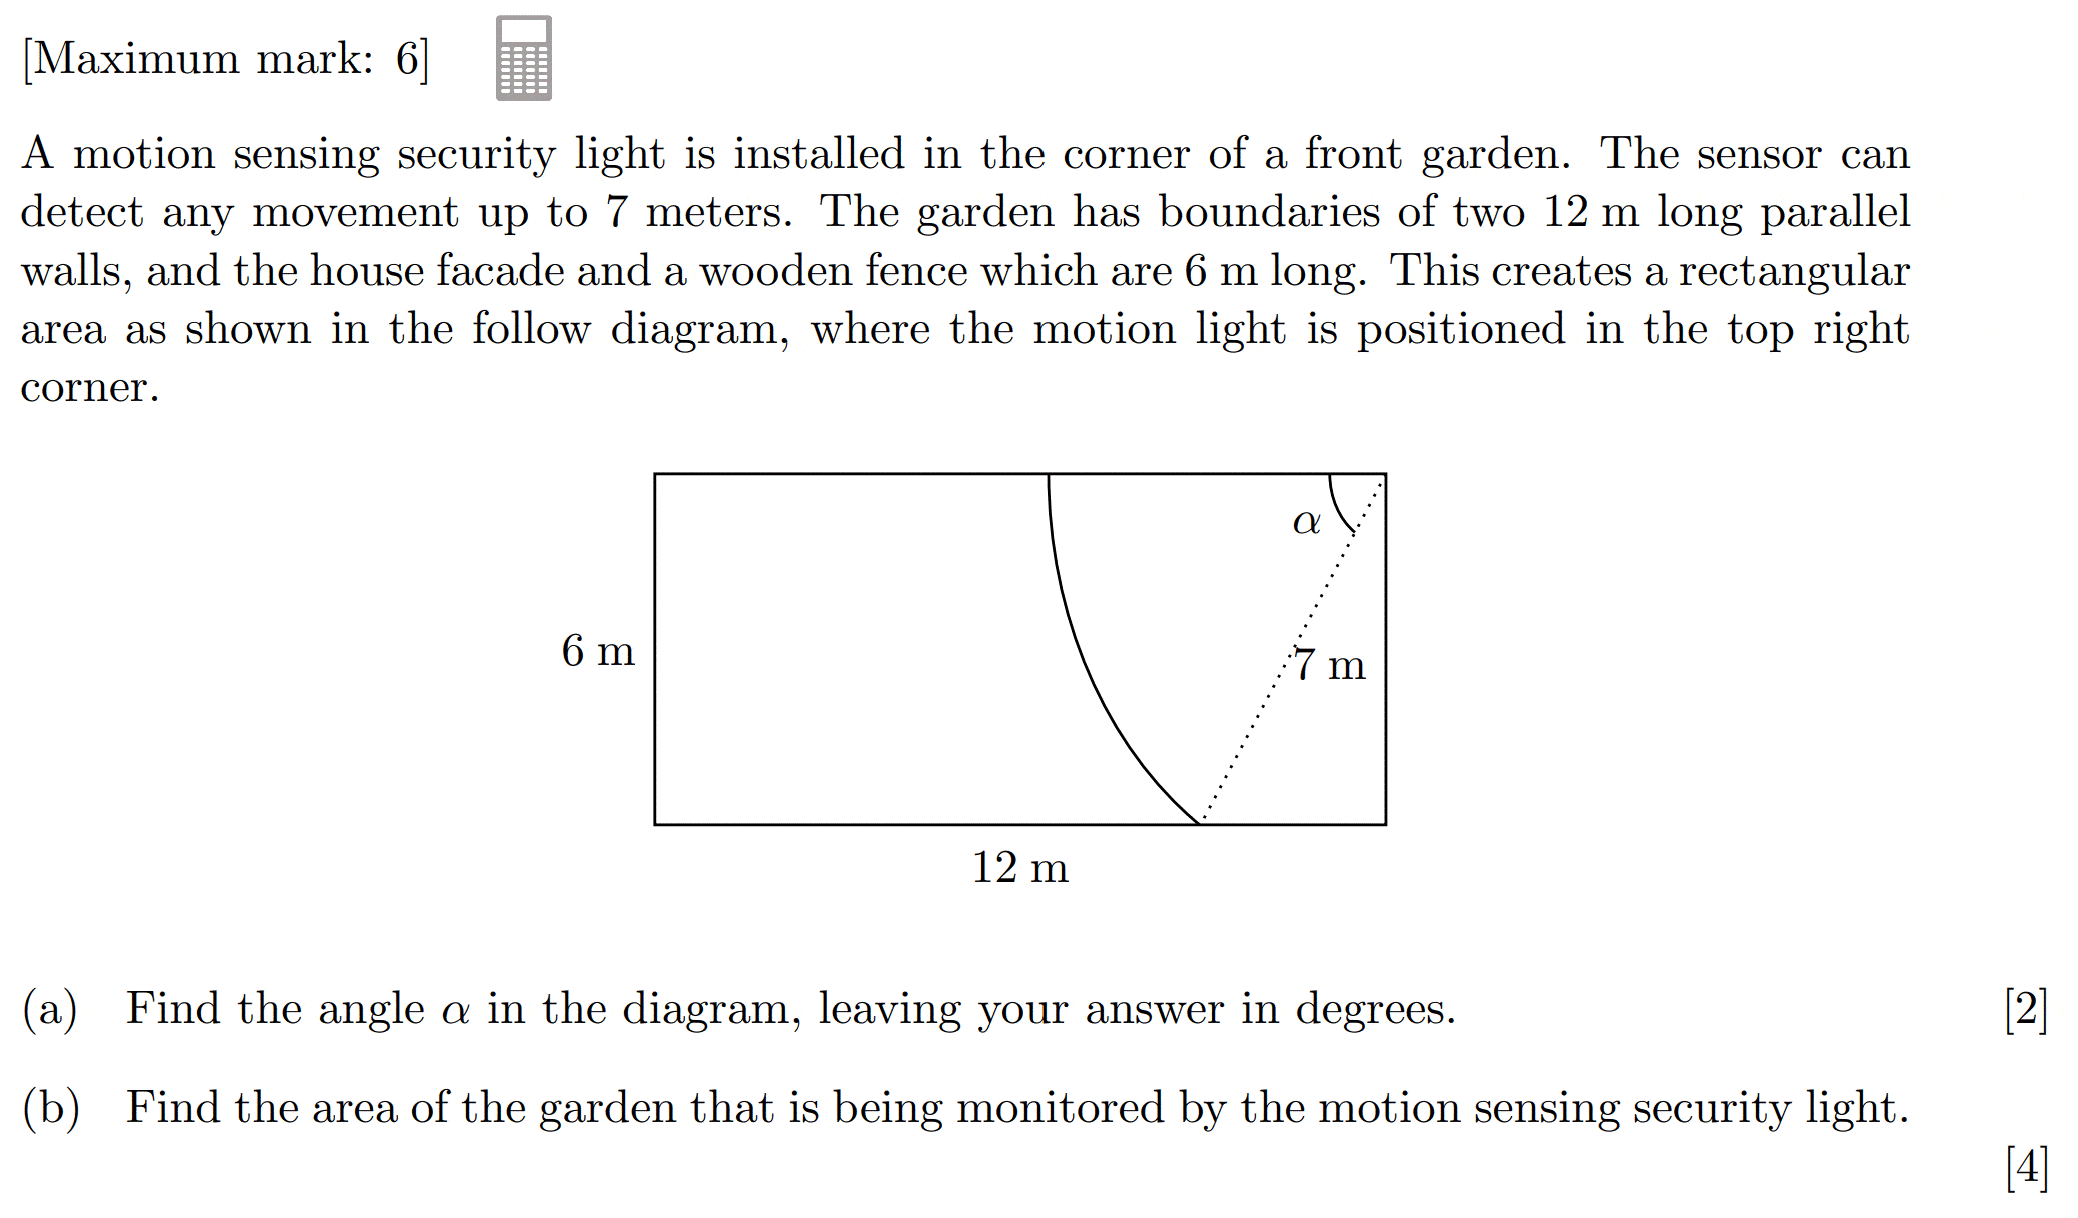 [Maximum mark: 6]
A motion sensing security light is installed in the corner of a front garden. The sensor can
detect any movement up to 7 meters. The garden has boundaries of two 12 m long parallel
walls, and the house facade and a wooden fence which are 6 m long. This creates a rectangular
area as shown in the follow diagram, where the motion light is positioned in the top right
corner.
α
6 m
7 m
12 m
(a) Find the angle α in the diagram, leaving your answer in degrees. [2]
(b) Find the area of the garden that is being monitored by the motion sensing security light.
[4]